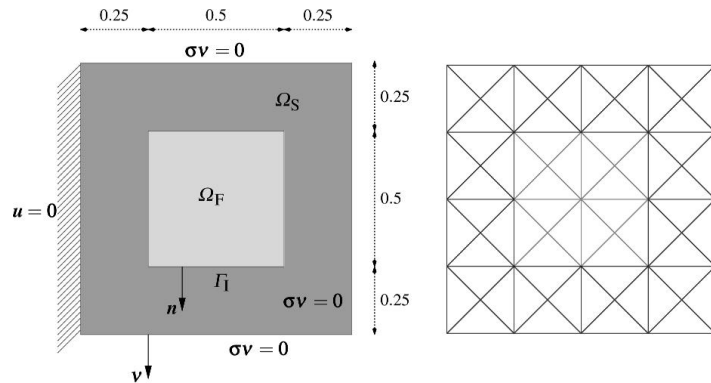 0.25 0.5 0.25
σν = 0
Ω_S
0.25
Ω_F
u = 0
0.5
Γ_I
n
σν = 0
0.25
σν = 0
ν